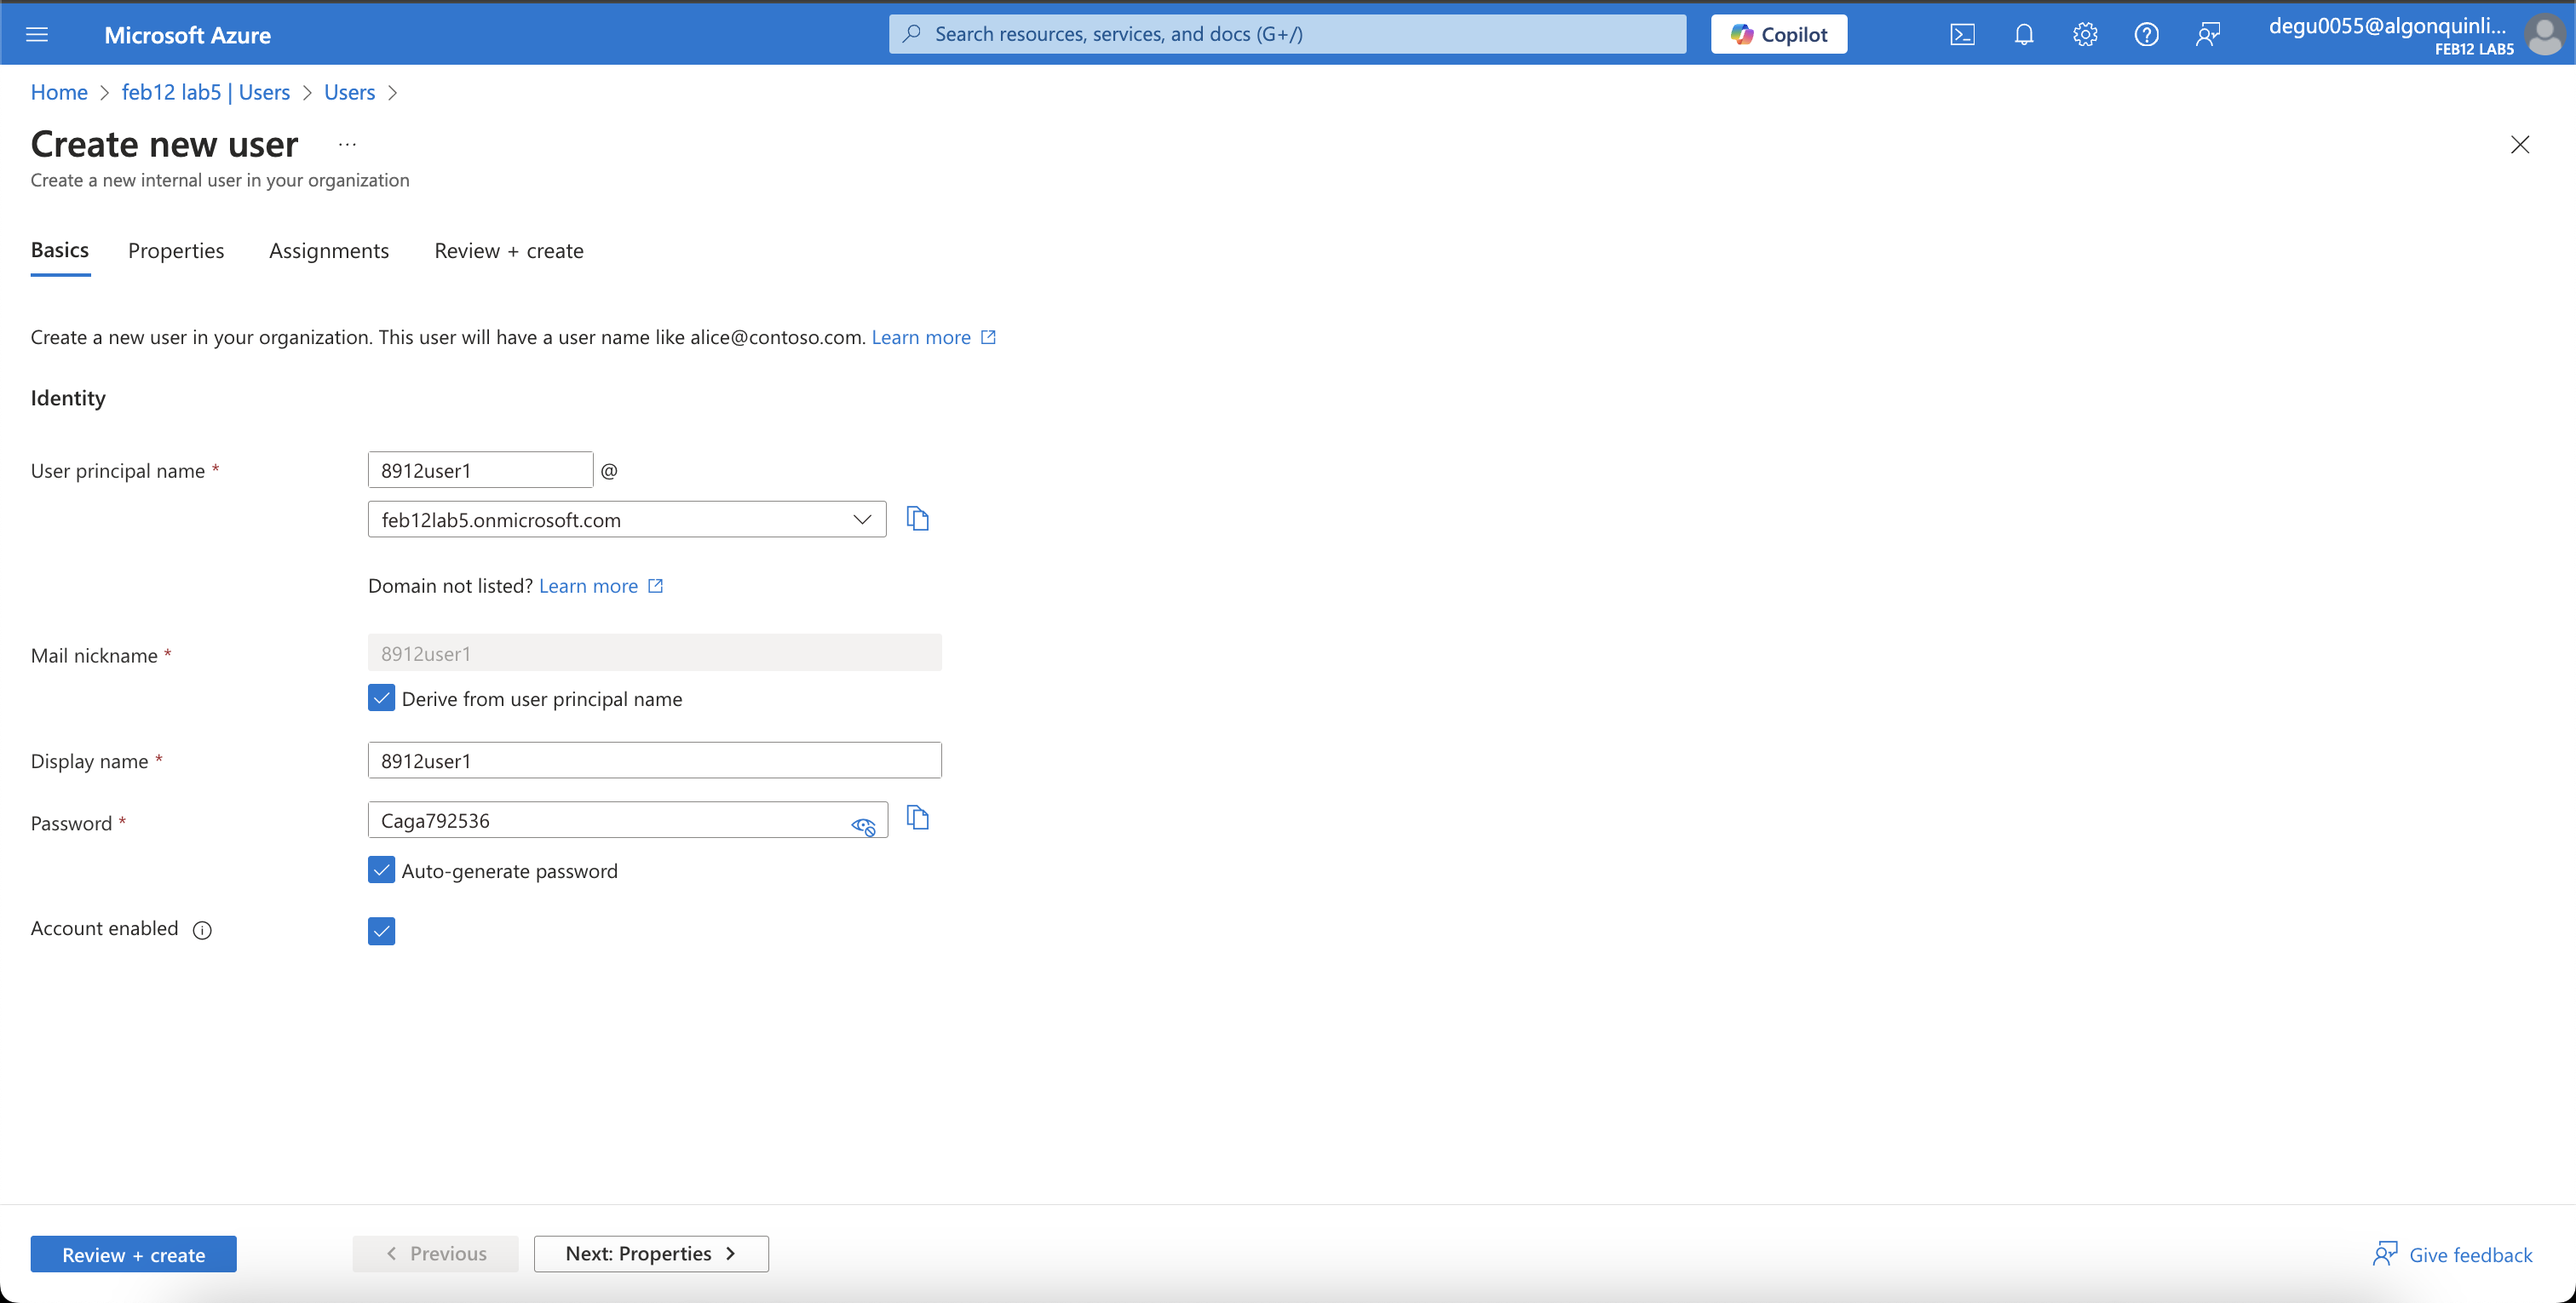 Microsoft Azure
Search resources, services, and docs (G+/)
Copilot
degu0055@algonquinli...
FEB12 LAB5
Home > feb12 lab5 | Users > Users >
Create new user ...
Create a new internal user in your organization
Basics Properties Assignments Review + create
Create a new user in your organization. This user will have a user name like alice@contoso.com. Learn more
Identity
User principal name * 8912user1 @
feb12lab5.onmicrosoft.com
Domain not listed? Learn more
Mail nickname * 8912user1
Derive from user principal name
Display name * 8912user1
Password * Caga792536
Auto-generate password
Account enabled
Review + create < Previous Next: Properties > Give feedback